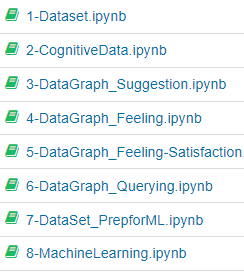 1-Dataset.ipynb
2-CognitiveData.ipynb
3-DataGraph_Suggestion.ipynb
4-DataGraph_Feeling.ipynb
5-DataGraph_Feeling-Satisfaction.
6-DataGraph_Querying.ipynb
7-DataSet_PrepforML.ipynb
8-MachineLearning.ipynb